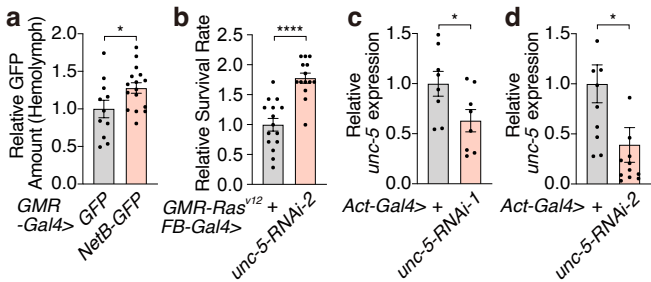 a
*
Relative GFP
Amount (Hemolymph)
2.0
1.5
1.0
0.5
0.0
GMR
-Gal4>
GFP
NetB-GFP
b
****
Relative Survival Rate
2.5
2.0
1.5
1.0
0.5
0.0
GMR-Rasv12 +
FB-Gal4>
unc-5-RNAi-2
c
*
Relative
unc-5 expression
1.5
1.0
0.5
0.0
Act-Gal4> +
unc-5-RNAi-1
d
*
Relative
unc-5 expression
1.5
1.0
0.5
0.0
Act-Gal4> +
unc-5-RNAi-2